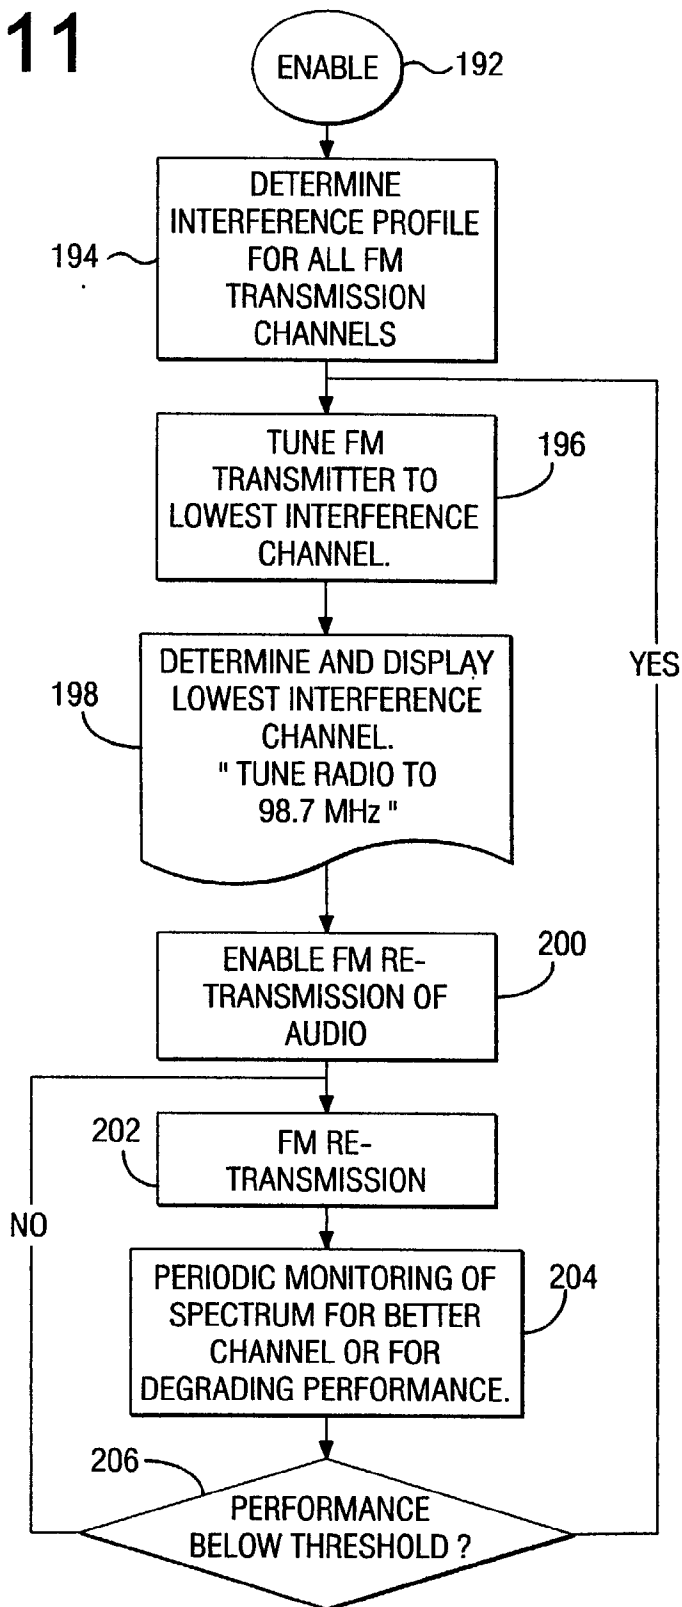 11
ENABLE
192
DETERMINE
INTERFERENCE PROFILE
FOR ALL FM
TRANSMISSION
CHANNELS
194
TUNE FM
TRANSMITTER TO
LOWEST INTERFERENCE
CHANNEL.
196
DETERMINE AND DISPLAY
LOWEST INTERFERENCE
CHANNEL.
" TUNE RADIO TO
98.7 MHz "
198
YES
ENABLE FM RE-
TRANSMISSION OF
AUDIO
200
202
FM RE-
TRANSMISSION
NO
PERIODIC MONITORING OF
SPECTRUM FOR BETTER
CHANNEL OR FOR
DEGRADING PERFORMANCE.
204
206
PERFORMANCE
BELOW THRESHOLD ?